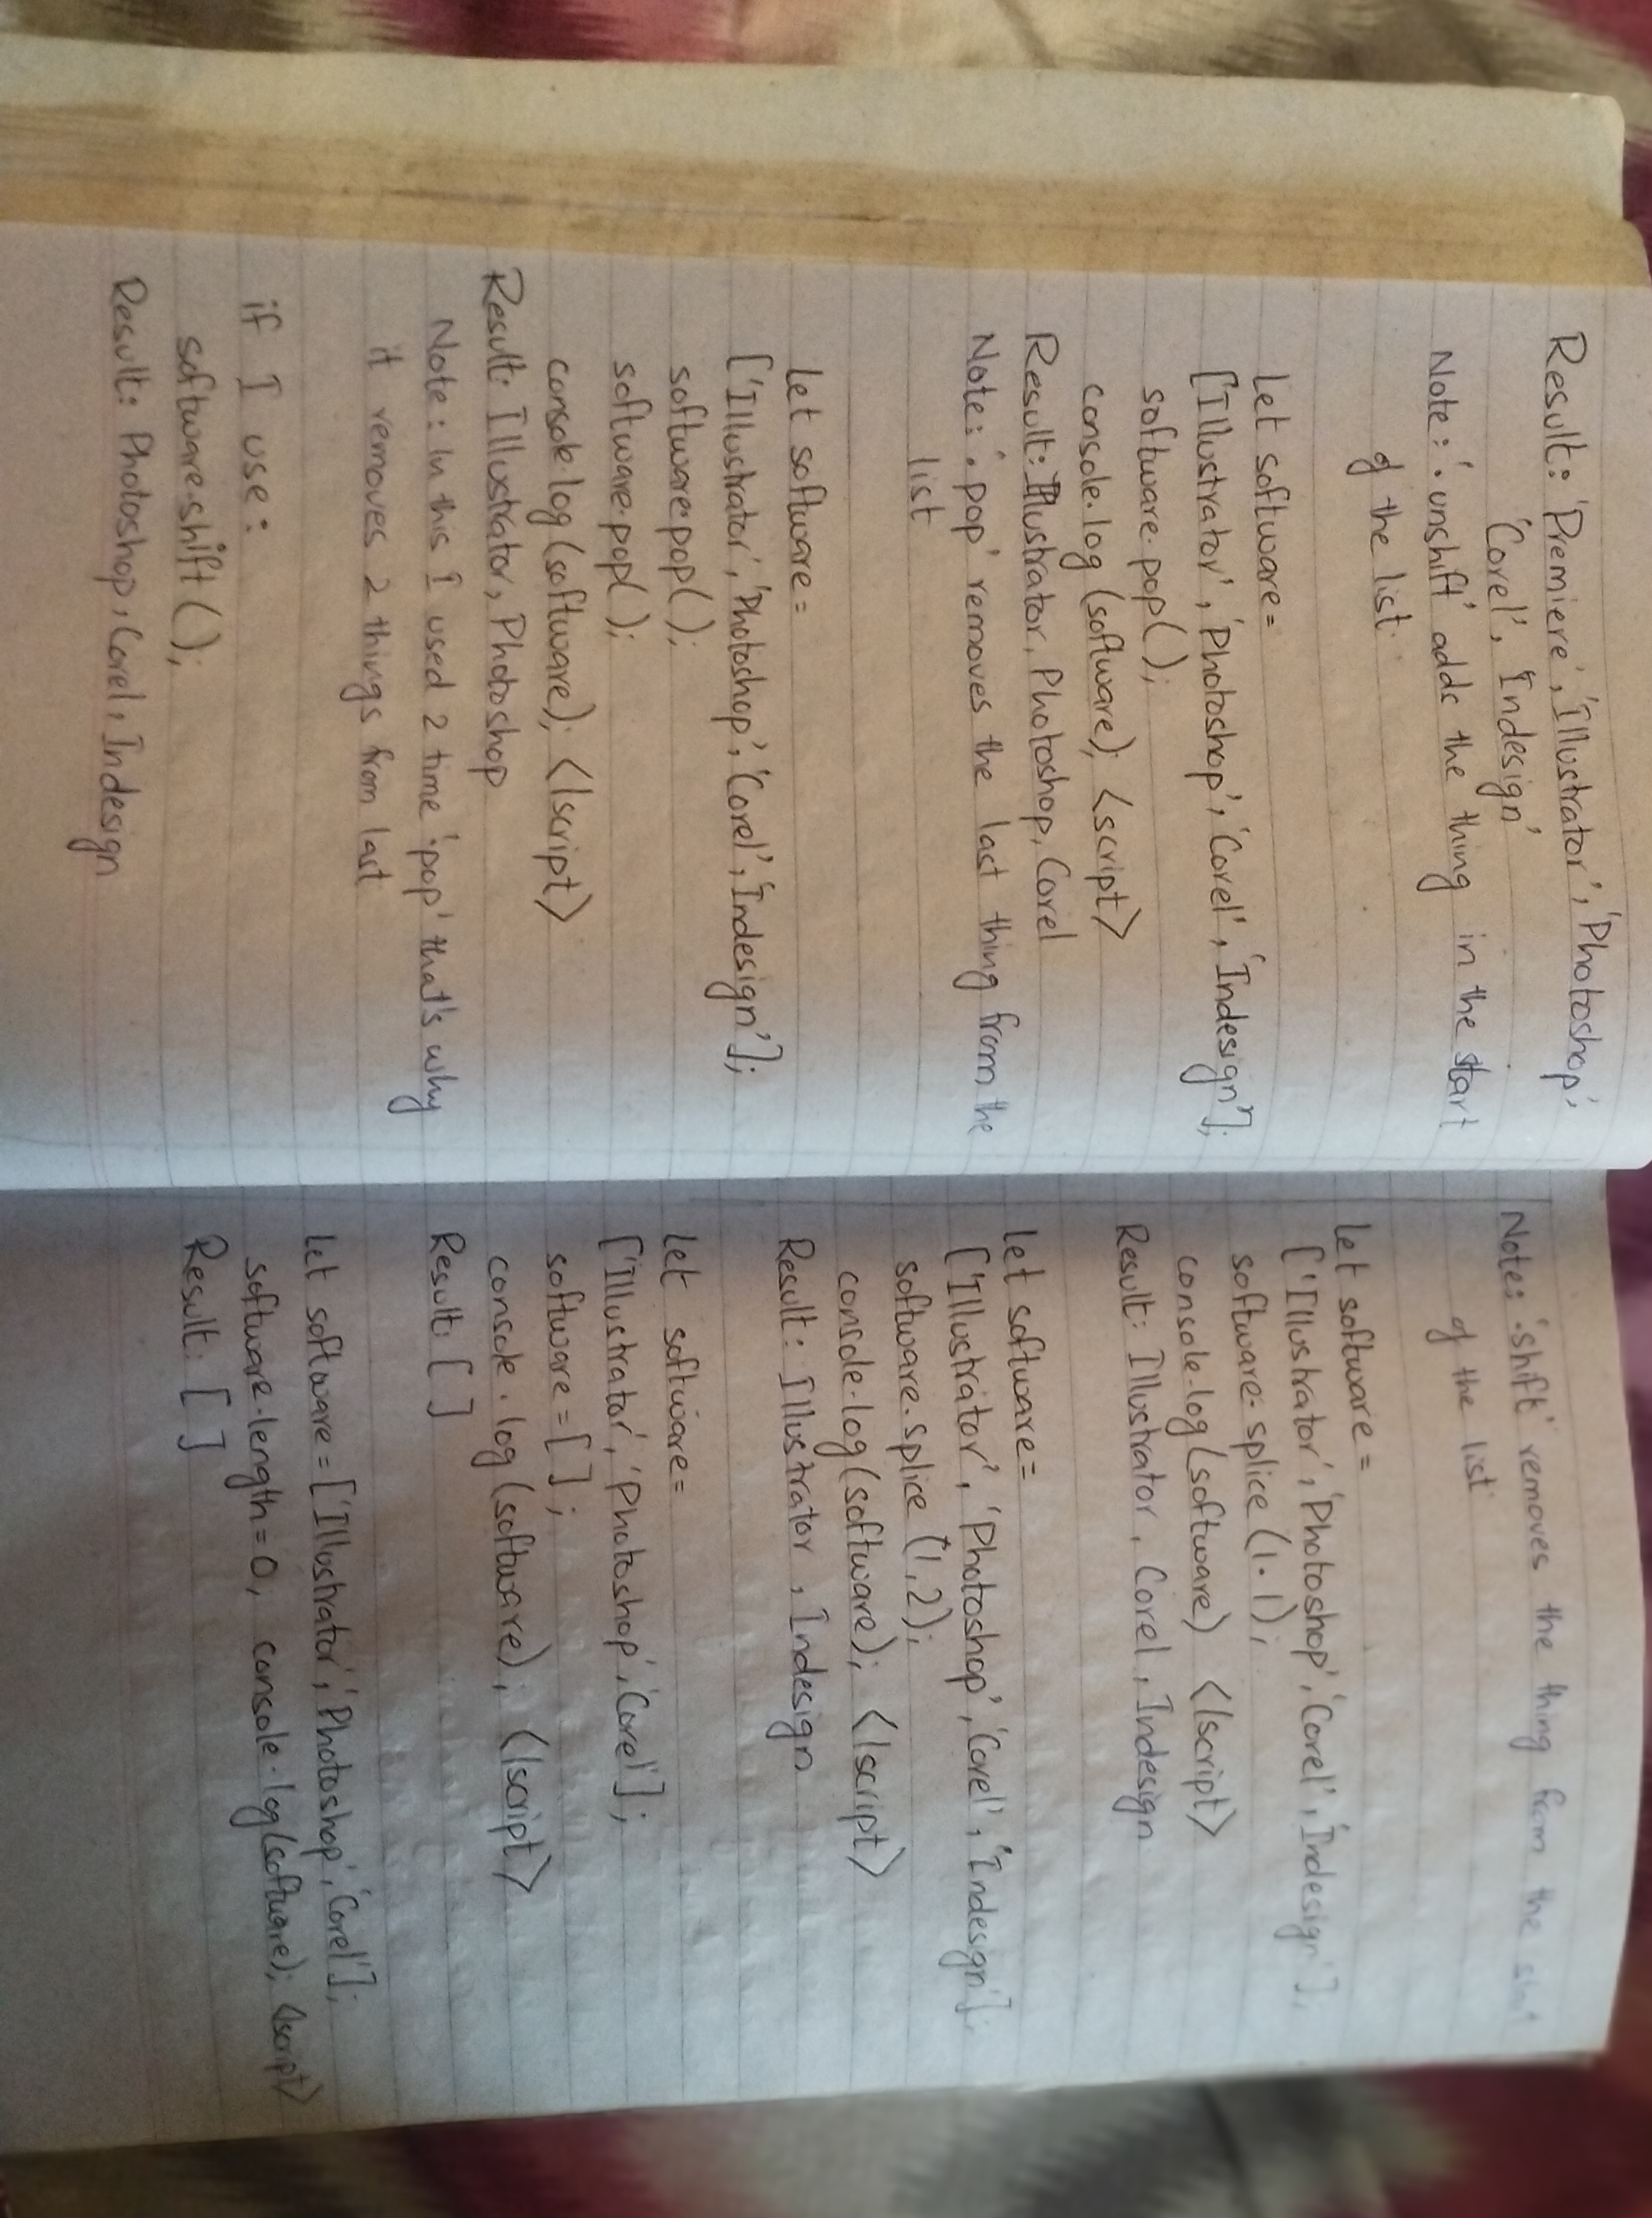 Result: 'Premiere', 'Illustrator', 'Photoshop',
'Corel', 'Indesign'
Note: '.unshift' adds the thing in the start
of the list.
Let software=
['Illustrator', 'Photoshop', 'Corel', 'Indesign'];
software.pop();
console.log(software); <script>
Result: Illustrator, Photoshop, Corel
Note: '.pop' removes the last thing from the
list
Let software=
['Illustrator', 'Photoshop', 'Corel', 'Indesign'];
software.pop();
software.pop();
console.log(software); </script>
Result: Illustrator, Photoshop
Note: In this I used 2 time '.pop' that's why
it removes 2 things from last
if I use:
software.shift();
Result: Photoshop, Corel, Indesign
Note: '.shift' removes the thing from the start
of the list
Let software=
['Illustrator', 'Photoshop', 'Corel', 'Indesign'];
software.splice(1.1);
console.log(software) </script>
Result: Illustrator, Corel, Indesign
Let software=
['Illustrator', 'Photoshop', 'Corel', 'Indesign'];
software.splice(1,2);
console.log(software); </script>
Result: Illustrator, Indesign
Let software=
['Illustrator', 'Photoshop', 'Corel'];
software=[ ];
console.log(software); </script>
Result: [ ]
Let software=['Illustrator', 'Photoshop', 'Corel'];
software.length=0, console.log(software); </script>
Result: [ ]